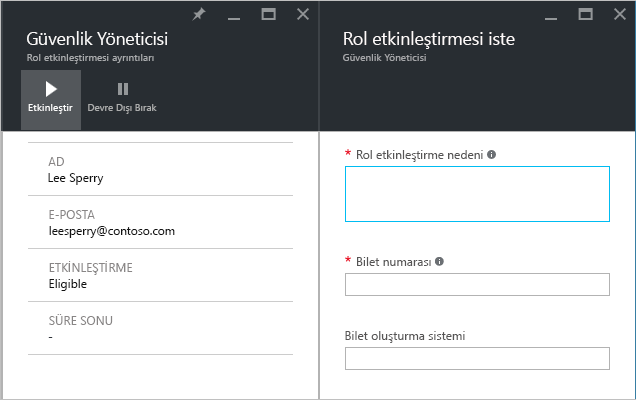 Güvenlik Yöneticisi
Rol etkinleştirmesi ayrıntıları
Etkinleştir
Devre Dışı Bırak
AD
Lee Sperry
E-POSTA
leesperry@contoso.com
ETKİNLEŞTİRME
Eligible
SÜRE SONU
-
Rol etkinleştirmesi iste
Güvenlik Yöneticisi
* Rol etkinleştirme nedeni
* Bilet numarası
Bilet oluşturma sistemi